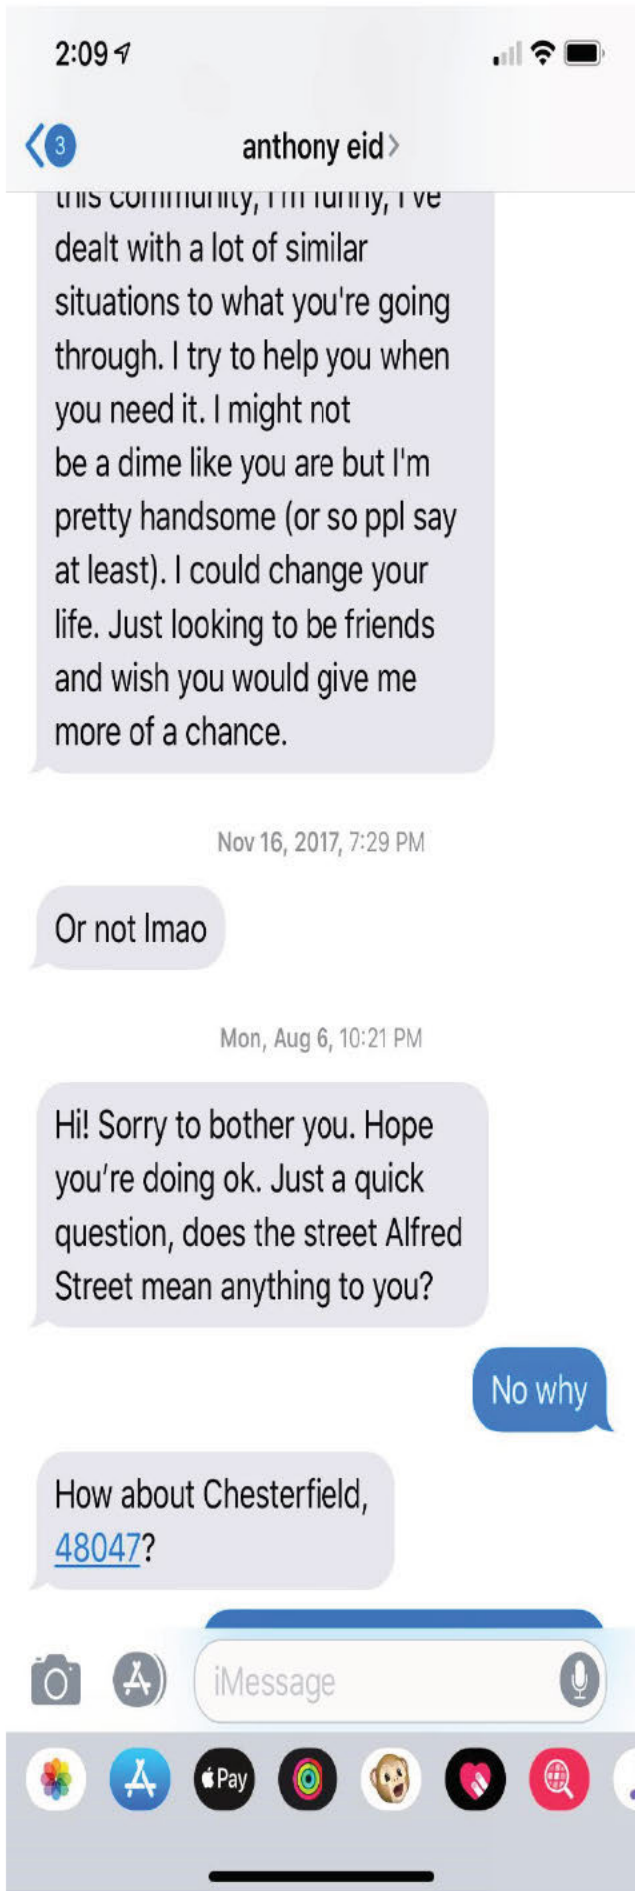 2:09
3
anthony eid
this community, I'm funny, I've
dealt with a lot of similar
situations to what you're going
through. I try to help you when
you need it. I might not
be a dime like you are but I'm
pretty handsome (or so ppl say
at least). I could change your
life. Just looking to be friends
and wish you would give me
more of a chance.
Nov 16, 2017, 7:29 PM
Or not lmao
Mon, Aug 6, 10:21 PM
Hi! Sorry to bother you. Hope
you're doing ok. Just a quick
question, does the street Alfred
Street mean anything to you?
No why
How about Chesterfield,
48047?
iMessage
Pay